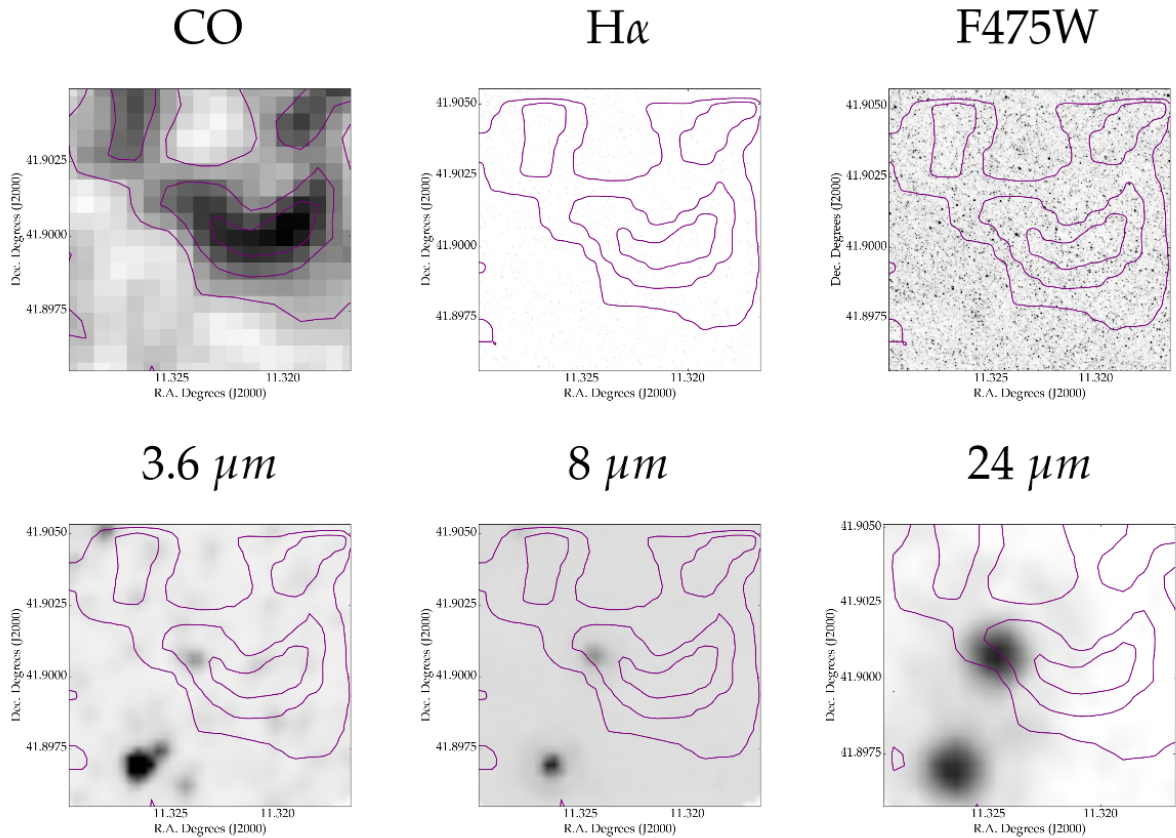 CO
Hα
F475W
41.9025
41.9000
41.8975
Dec. Degrees (J2000)
11.325
11.320
R.A. Degrees (J2000)
41.9050
41.9025
41.9000
41.8975
Dec. Degrees (J2000)
11.325
11.320
R.A. Degrees (J2000)
41.9050
41.9025
41.9000
41.8975
Dec. Degrees (J2000)
11.325
11.320
R.A. Degrees (J2000)
3.6 μm
8 μm
24 μm
41.9050
41.9025
41.9000
41.8975
Dec. Degrees (J2000)
11.325
11.320
R.A. Degrees (J2000)
41.9050
41.9025
41.9000
41.8975
Dec. Degrees (J2000)
11.325
11.320
R.A. Degrees (J2000)
41.9050
41.9025
41.9000
41.8975
Dec. Degrees (J2000)
11.325
11.320
R.A. Degrees (J2000)